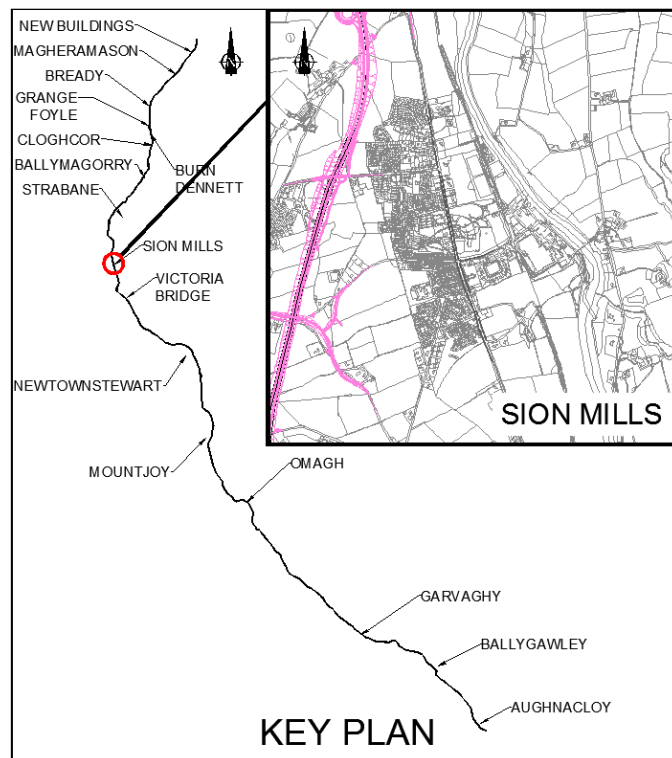 NEW BUILDINGS
MAGHERAMASON
BREADY
GRANGE
FOYLE
CLOGHCOR
BURN
DENNETT
BALLYMAGORRY
STRABANE
SION MILLS
VICTORIA
BRIDGE
NEWTOWNSTEWART
MOUNTJOY
OMAGH
GARVAGHY
BALLYGAWLEY
AUGHNACLOY
KEY PLAN
SION MILLS